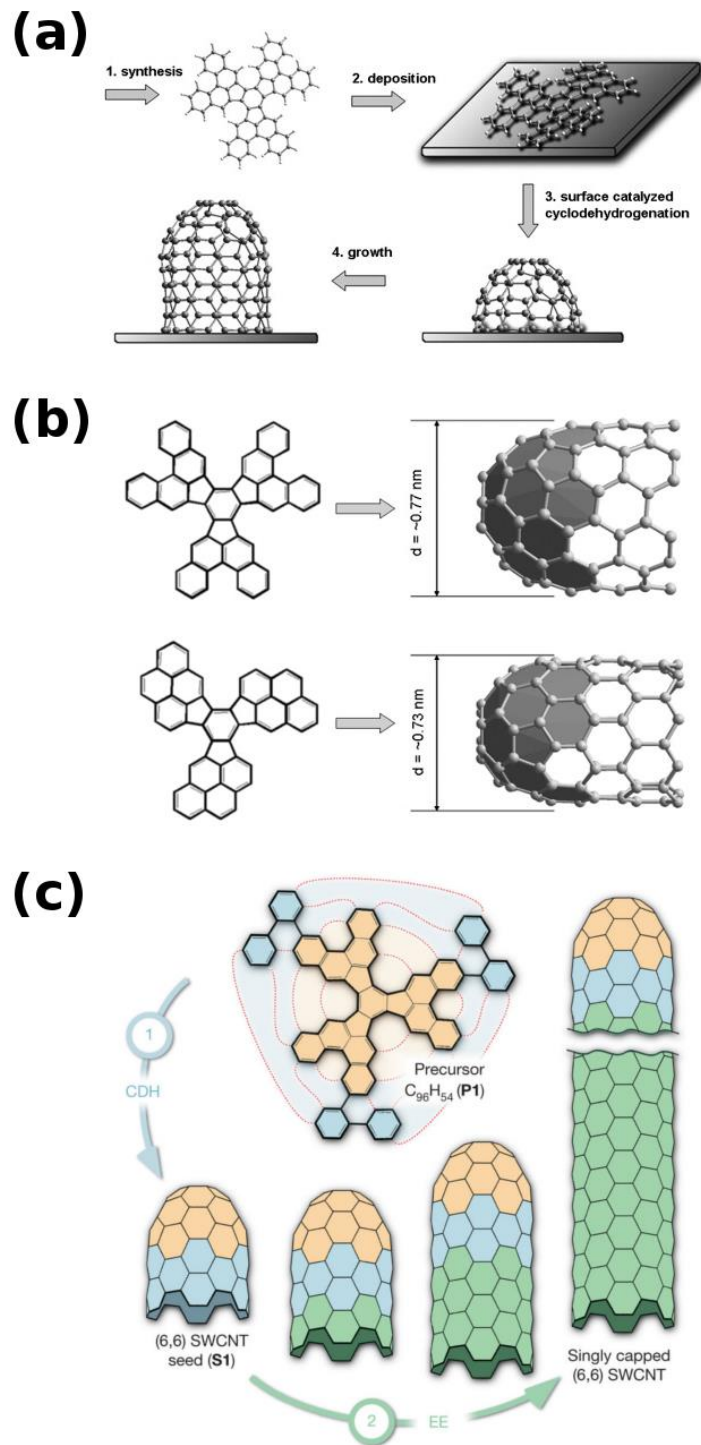 (a)
1. synthesis
2. deposition
3. surface catalyzed
cyclodehydrogenation
4. growth
(b)
d = ~0.77 nm
d = ~0.73 nm
(c)
1
CDH
Precursor
C₉₆H₅₄ (P1)
(6,6) SWCNT
seed (S1)
Singly capped
(6,6) SWCNT
2
EE